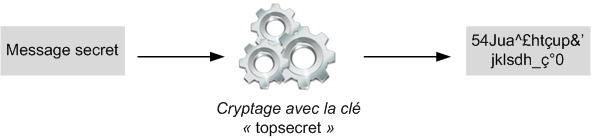 Message secret
Cryptage avec la clé
« topsecret »
54Jua^£htçup&’
jklsdh_ç°0